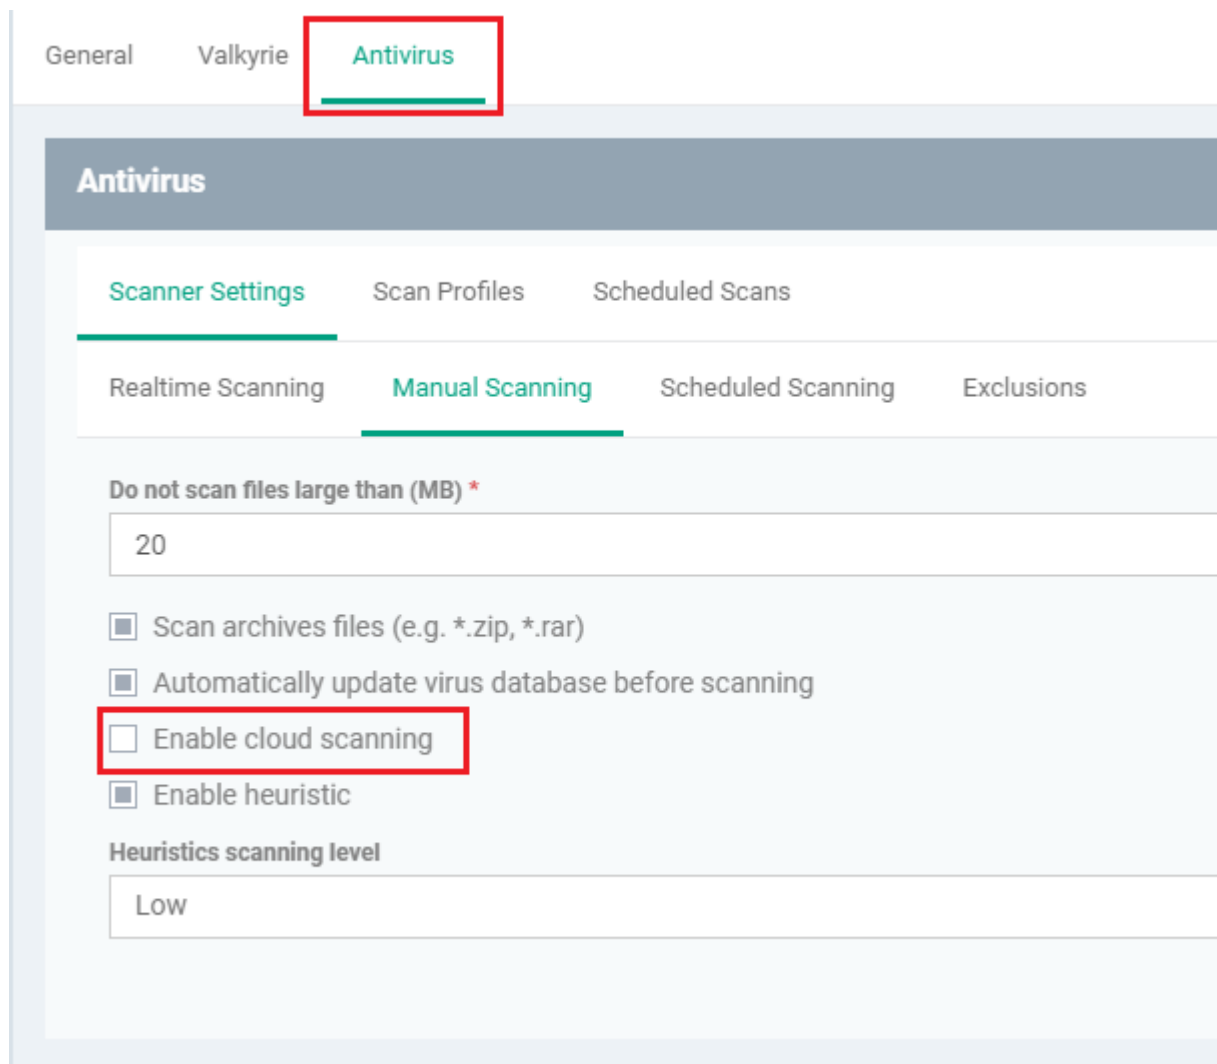 General Valkyrie Antivirus
Antivirus
Scanner Settings Scan Profiles Scheduled Scans
Realtime Scanning Manual Scanning Scheduled Scanning Exclusions
Do not scan files large than (MB) *
20
Scan archives files (e.g. *.zip, *.rar)
Automatically update virus database before scanning
Enable cloud scanning
Enable heuristic
Heuristics scanning level
Low